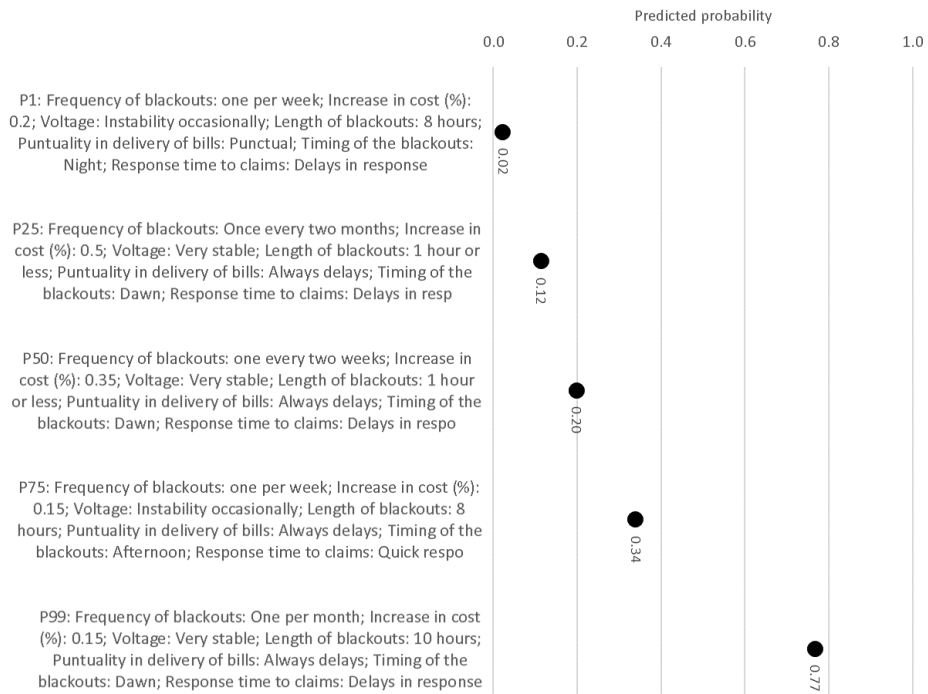 Predicted probability
0.0 0.2 0.4 0.6 0.8 1.0
P1: Frequency of blackouts: one per week; Increase in cost (%):
0.2; Voltage: Instability occasionally; Length of blackouts: 8 hours;
Puntuality in delivery of bills: Punctual; Timing of the blackouts:
Night; Response time to claims: Delays in response
0.02
P25: Frequency of blackouts: Once every two months; Increase in
cost (%): 0.5; Voltage: Very stable; Length of blackouts: 1 hour or
less; Puntuality in delivery of bills: Always delays; Timing of the
blackouts: Dawn; Response time to claims: Delays in resp
0.12
P50: Frequency of blackouts: one every two weeks; Increase in
cost (%): 0.35; Voltage: Very stable; Length of blackouts: 1 hour
or less; Puntuality in delivery of bills: Always delays; Timing of the
blackouts: Dawn; Response time to claims: Delays in respo
0.20
P75: Frequency of blackouts: one per week; Increase in cost (%):
0.15; Voltage: Instability occasionally; Length of blackouts: 8
hours; Puntuality in delivery of bills: Always delays; Timing of the
blackouts: Afternoon; Response time to claims: Quick respo
0.34
P99: Frequency of blackouts: One per month; Increase in cost
(%): 0.15; Voltage: Very stable; Length of blackouts: 10 hours;
Puntuality in delivery of bills: Always delays; Timing of the
blackouts: Dawn; Response time to claims: Delays in response
0.77